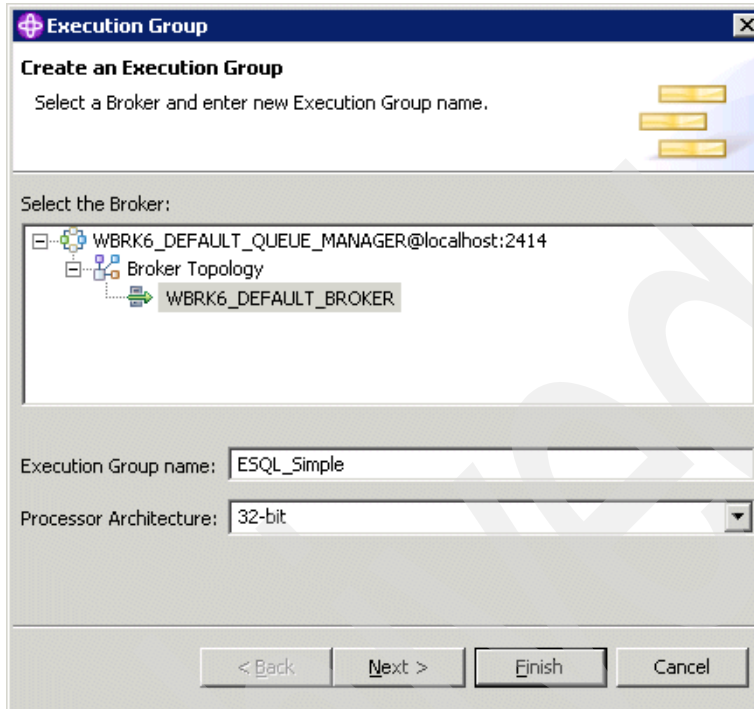 Execution Group
Create an Execution Group
Select a Broker and enter new Execution Group name.
Select the Broker:
WBRK6_DEFAULT_QUEUE_MANAGER@localhost:2414
Broker Topology
WBRK6_DEFAULT_BROKER
Execution Group name: ESQL_Simple
Processor Architecture: 32-bit
< Back Next > Finish Cancel